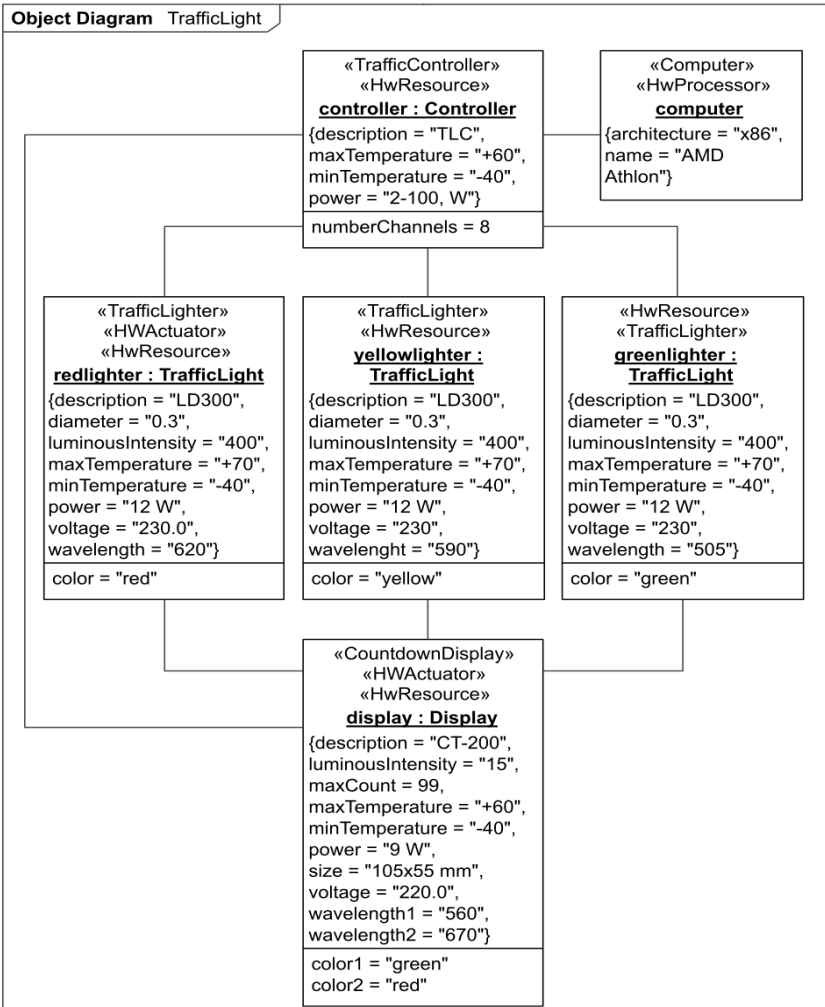 Object Diagram TrafficLight
«TrafficController»
«HwResource»
controller : Controller
{description = "TLC",
maxTemperature = "+60",
minTemperature = "-40",
power = "2-100, W"}
numberChannels = 8
«Computer»
«HwProcessor»
computer
{architecture = "x86",
name = "AMD
Athlon"}
«TrafficLighter»
«HWActuator»
«HwResource»
redlighter : TrafficLight
{description = "LD300",
diameter = "0.3",
luminousIntensity = "400",
maxTemperature = "+70",
minTemperature = "-40",
power = "12 W",
voltage = "230.0",
wavelength = "620"}
color = "red"
«TrafficLighter»
«HwResource»
yellowlighter :
TrafficLight
{description = "LD300",
diameter = "0.3",
luminousIntensity = "400",
maxTemperature = "+70",
minTemperature = "-40",
power = "12 W",
voltage = "230",
wavelenght = "590"}
color = "yellow"
«HwResource»
«TrafficLighter»
greenlighter :
TrafficLight
{description = "LD300",
diameter = "0.3",
luminousIntensity = "400",
maxTemperature = "+70",
minTemperature = "-40",
power = "12 W",
voltage = "230",
wavelength = "505"}
color = "green"
«CountdownDisplay»
«HWActuator»
«HwResource»
display : Display
{description = "CT-200",
luminousIntensity = "15",
maxCount = 99,
maxTemperature = "+60",
minTemperature = "-40",
power = "9 W",
size = "105x55 mm",
voltage = "220.0",
wavelength1 = "560",
wavelength2 = "670"}
color1 = "green"
color2 = "red"